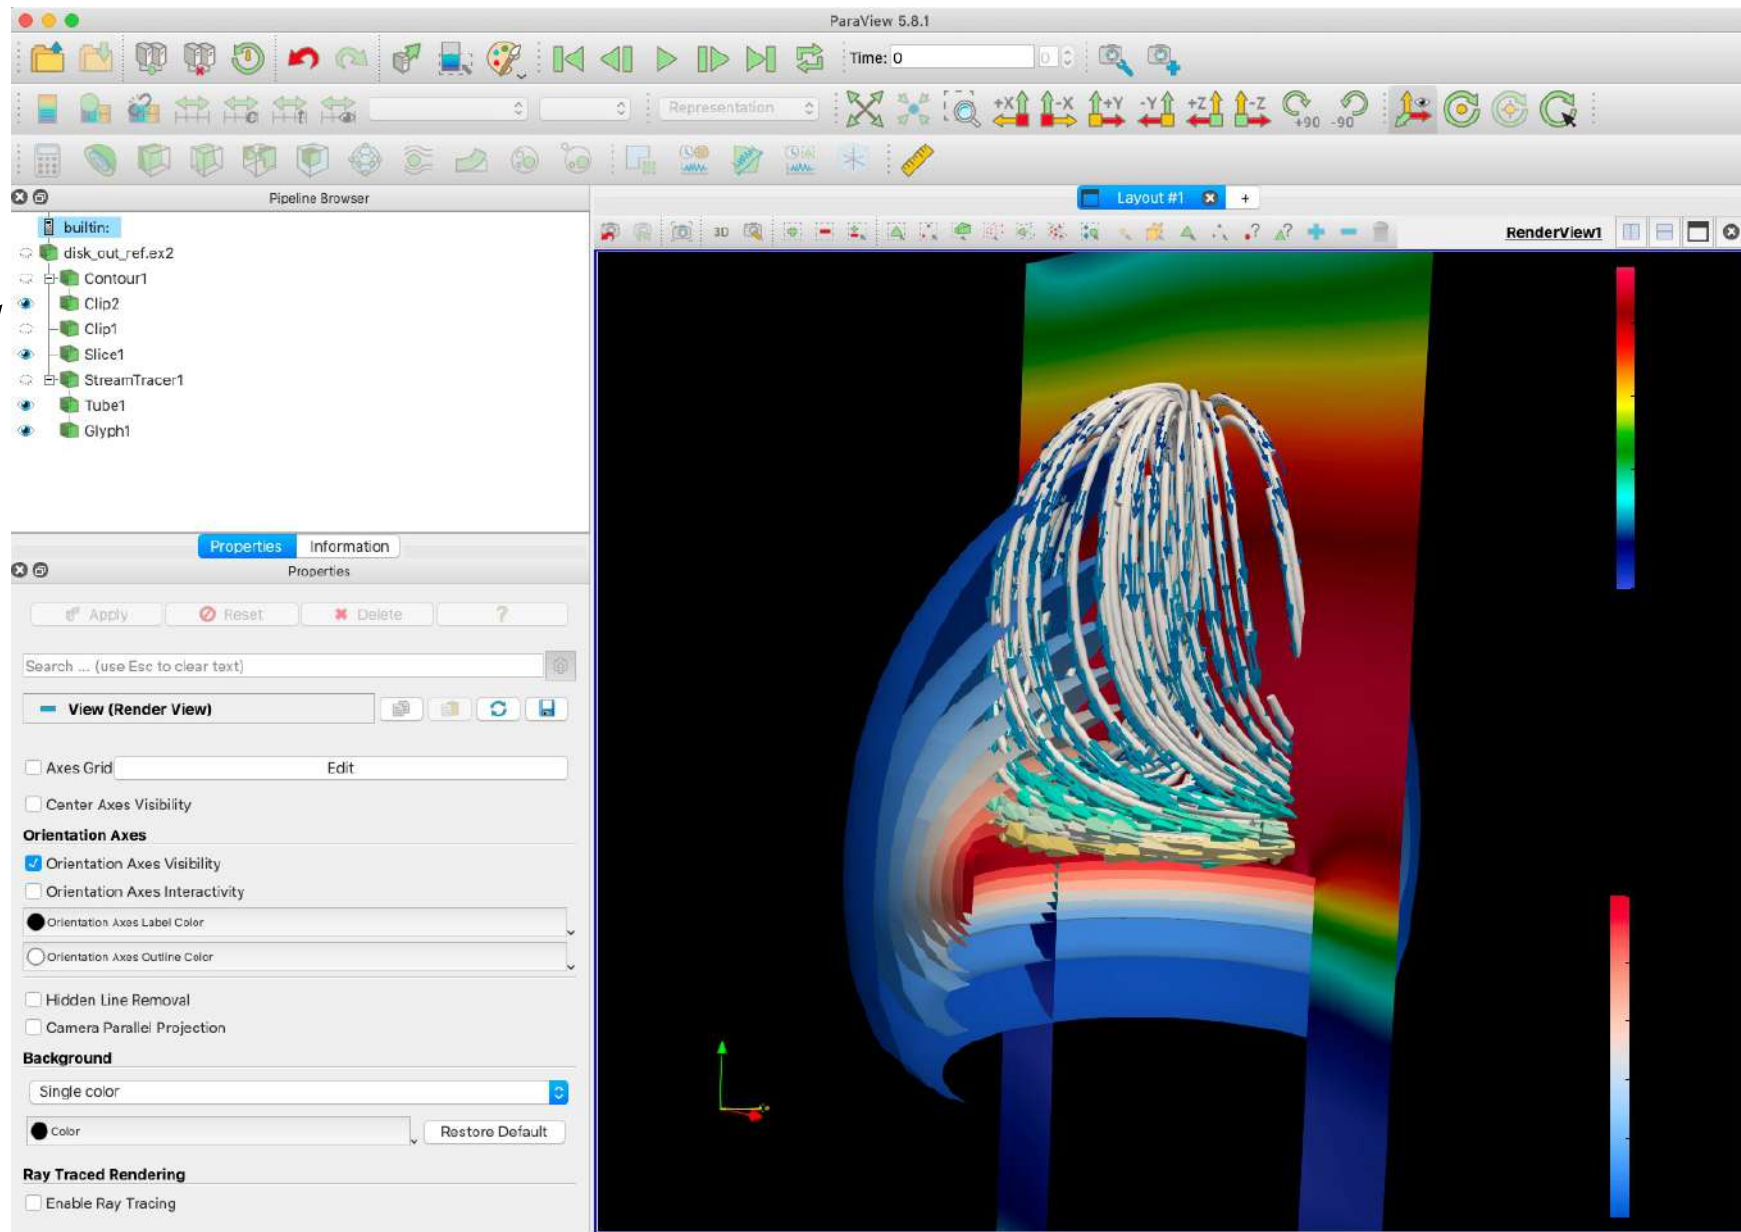 ParaView 5.8.1
Time: 0
0
Representation
+X -X +Y -Y +Z -Z +90 -90
Pipeline Browser
Layout #1
+
builtin:
3D
RenderView1
disk_out_ref.ex2
Contour1
Clip2
Clip1
Slice1
StreamTracer1
Tube1
Glyph1
Properties Information
Properties
Apply Reset Delete ?
Search ... (use Esc to clear text)
View (Render View)
Axes Grid Edit
Center Axes Visibility
Orientation Axes
Orientation Axes Visibility
Orientation Axes Interactivity
Orientation Axes Label Color
Orientation Axes Outline Color
Hidden Line Removal
Camera Parallel Projection
Background
Single color
Color Restore Default
Ray Traced Rendering
Enable Ray Tracing